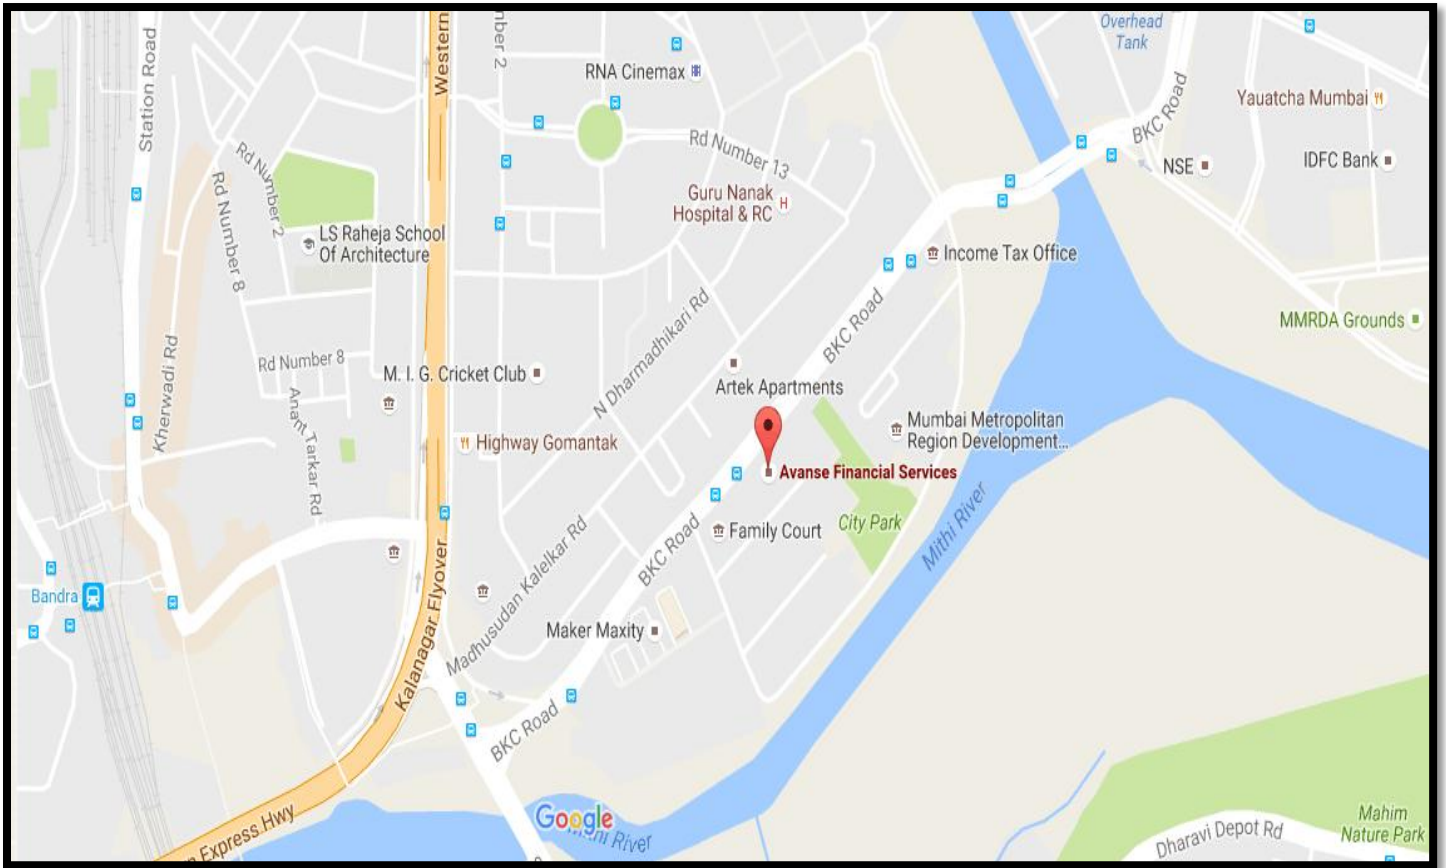 Station Road
Western
nber 2
RNA Cinemax
Overhead
Tank
Yauatcha Mumbai
BKC Road
Rd Number 13
NSE
IDFC Bank
Rd Number 2
Rd Number 8
Guru Nanak
Hospital & RC
LS Raheja School
Of Architecture
Income Tax Office
N Dharmadhikari Rd
BKC Road
MMRDA Grounds
Kherwadi Rd
Rd Number 8
M. I. G. Cricket Club
Artek Apartments
Anant Tarkar Rd
Highway Gomantak
Mumbai Metropolitan
Region Development...
Avanse Financial Services
Family Court
City Park
Mithi River
BKC Road
Madhusudan Kalelkar Rd
Kalanagar Flyover
Bandra
Maker Maxity
BKC Road
n Express Hwy
Google
Mithi River
Dharavi Depot Rd
Mahim
Nature Park